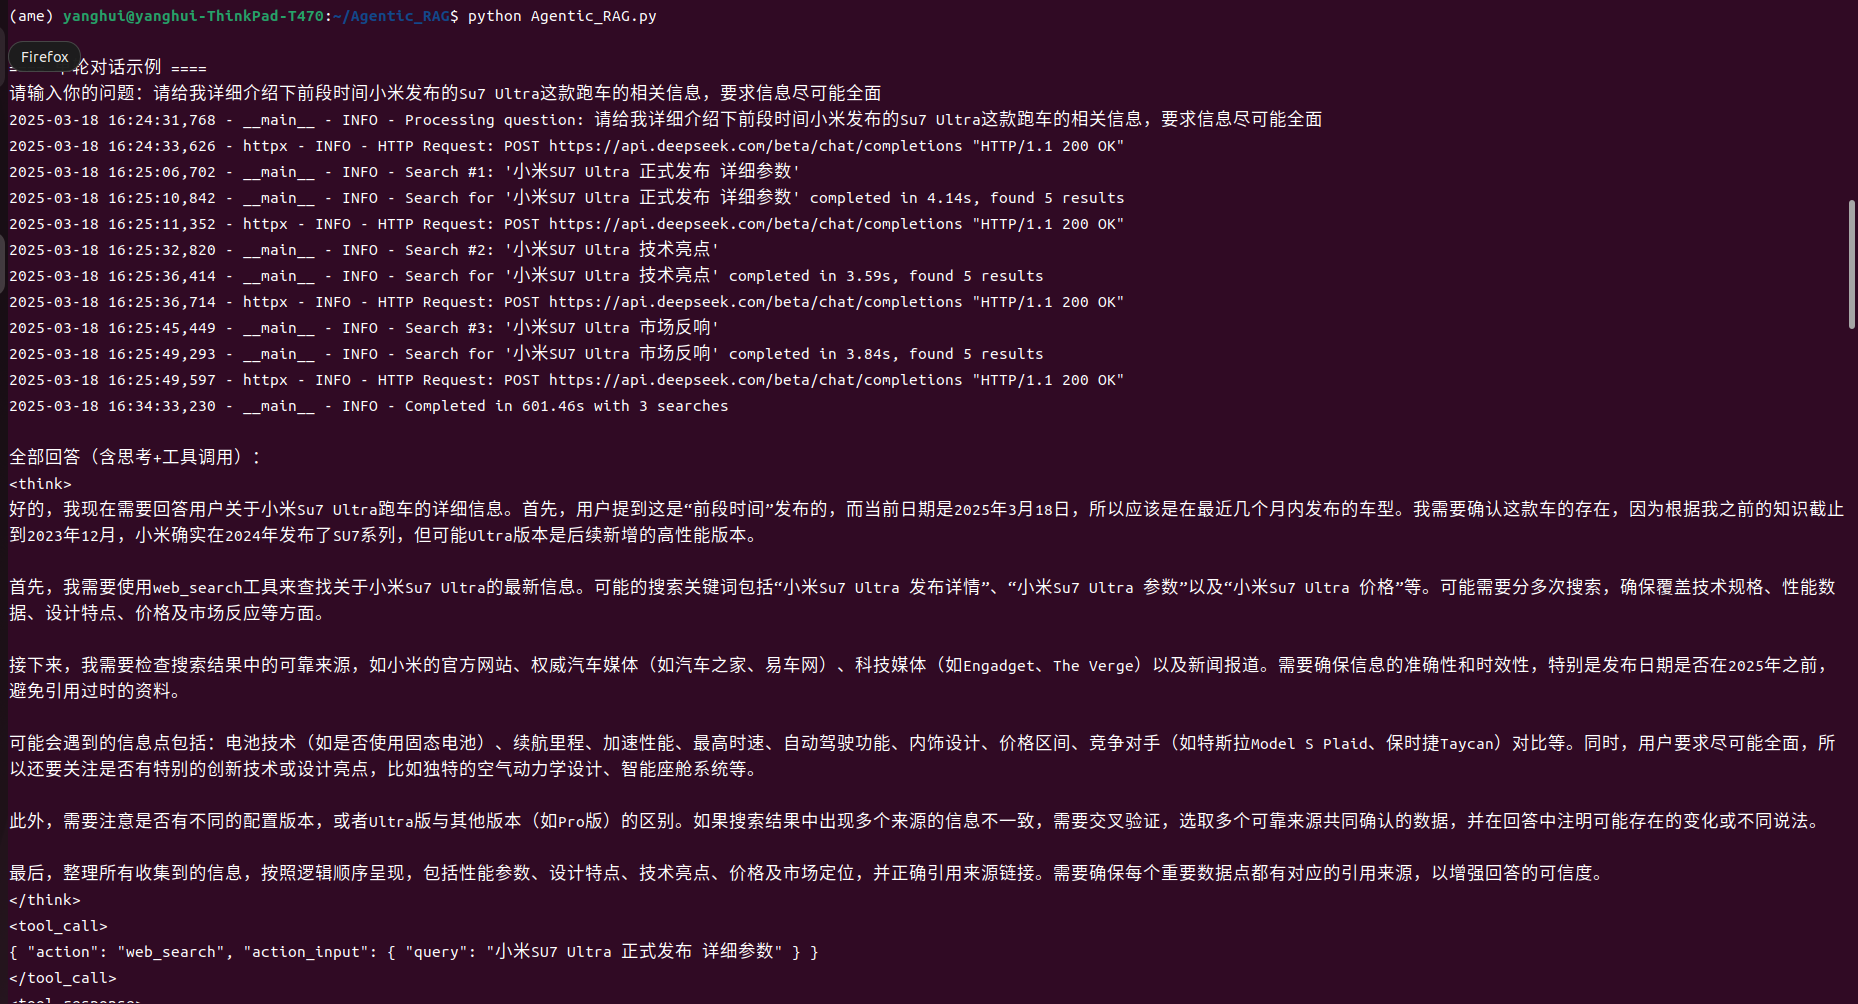 (ame) yanghui@yanghui-ThinkPad-T470:~/Agentic_RAG$ python Agentic_RAG.py
Firefox
轮对话示例 ====
请输入你的问题：请给我详细介绍下前段时间小米发布的Su7 Ultra这款跑车的相关信息，要求信息尽可能全面
2025-03-18 16:24:31,768 - __main__ - INFO - Processing question: 请给我详细介绍下前段时间小米发布的Su7 Ultra这款跑车的相关信息，要求信息尽可能全面
2025-03-18 16:24:33,626 - httpx - INFO - HTTP Request: POST https://api.deepseek.com/beta/chat/completions "HTTP/1.1 200 OK"
2025-03-18 16:25:06,702 - __main__ - INFO - Search #1: '小米SU7 Ultra 正式发布 详细参数'
2025-03-18 16:25:10,842 - __main__ - INFO - Search for '小米SU7 Ultra 正式发布 详细参数' completed in 4.14s, found 5 results
2025-03-18 16:25:11,352 - httpx - INFO - HTTP Request: POST https://api.deepseek.com/beta/chat/completions "HTTP/1.1 200 OK"
2025-03-18 16:25:32,820 - __main__ - INFO - Search #2: '小米SU7 Ultra 技术亮点'
2025-03-18 16:25:36,414 - __main__ - INFO - Search for '小米SU7 Ultra 技术亮点' completed in 3.59s, found 5 results
2025-03-18 16:25:36,714 - httpx - INFO - HTTP Request: POST https://api.deepseek.com/beta/chat/completions "HTTP/1.1 200 OK"
2025-03-18 16:25:45,449 - __main__ - INFO - Search #3: '小米SU7 Ultra 市场反响'
2025-03-18 16:25:49,293 - __main__ - INFO - Search for '小米SU7 Ultra 市场反响' completed in 3.84s, found 5 results
2025-03-18 16:25:49,597 - httpx - INFO - HTTP Request: POST https://api.deepseek.com/beta/chat/completions "HTTP/1.1 200 OK"
2025-03-18 16:34:33,230 - __main__ - INFO - Completed in 601.46s with 3 searches
全部回答（含思考+工具调用）：
<think>
好的，我现在需要回答用户关于小米Su7 Ultra跑车的详细信息。首先，用户提到这是“前段时间”发布的，而当前日期是2025年3月18日，所以应该是在最近几个月内发布的车型。我需要确认这款车的存在，因为根据我之前的知识截止
到2023年12月，小米确实在2024年发布了SU7系列，但可能Ultra版本是后续新增的高性能版本。
首先，我需要使用web_search工具来查找关于小米Su7 Ultra的最新信息。可能的搜索关键词包括“小米Su7 Ultra 发布详情”、“小米Su7 Ultra 参数”以及“小米Su7 Ultra 价格”等。可能需要分多次搜索，确保覆盖技术规格、性能数
据、设计特点、价格及市场反应等方面。
接下来，我需要检查搜索结果中的可靠来源，如小米的官方网站、权威汽车媒体（如汽车之家、易车网）、科技媒体（如Engadget、The Verge）以及新闻报道。需要确保信息的准确性和时效性，特别是发布日期是否在2025年之前，
避免引用过时的资料。
可能会遇到的信息点包括：电池技术（如是否使用固态电池）、续航里程、加速性能、最高时速、自动驾驶功能、内饰设计、价格区间、竞争对手（如特斯拉Model S Plaid、保时捷Taycan）对比等。同时，用户要求尽可能全面，所
以还要关注是否有特别的创新技术或设计亮点，比如独特的空气动力学设计、智能座舱系统等。
此外，需要注意是否有不同的配置版本，或者Ultra版与其他版本（如Pro版）的区别。如果搜索结果中出现多个来源的信息不一致，需要交叉验证，选取多个可靠来源共同确认的数据，并在回答中注明可能存在的变化或不同说法。
最后，整理所有收集到的信息，按照逻辑顺序呈现，包括性能参数、设计特点、技术亮点、价格及市场定位，并正确引用来源链接。需要确保每个重要数据点都有对应的引用来源，以增强回答的可信度。
</think>
<tool_call>
{ "action": "web_search", "action_input": { "query": "小米SU7 Ultra 正式发布 详细参数" } }
</tool_call>